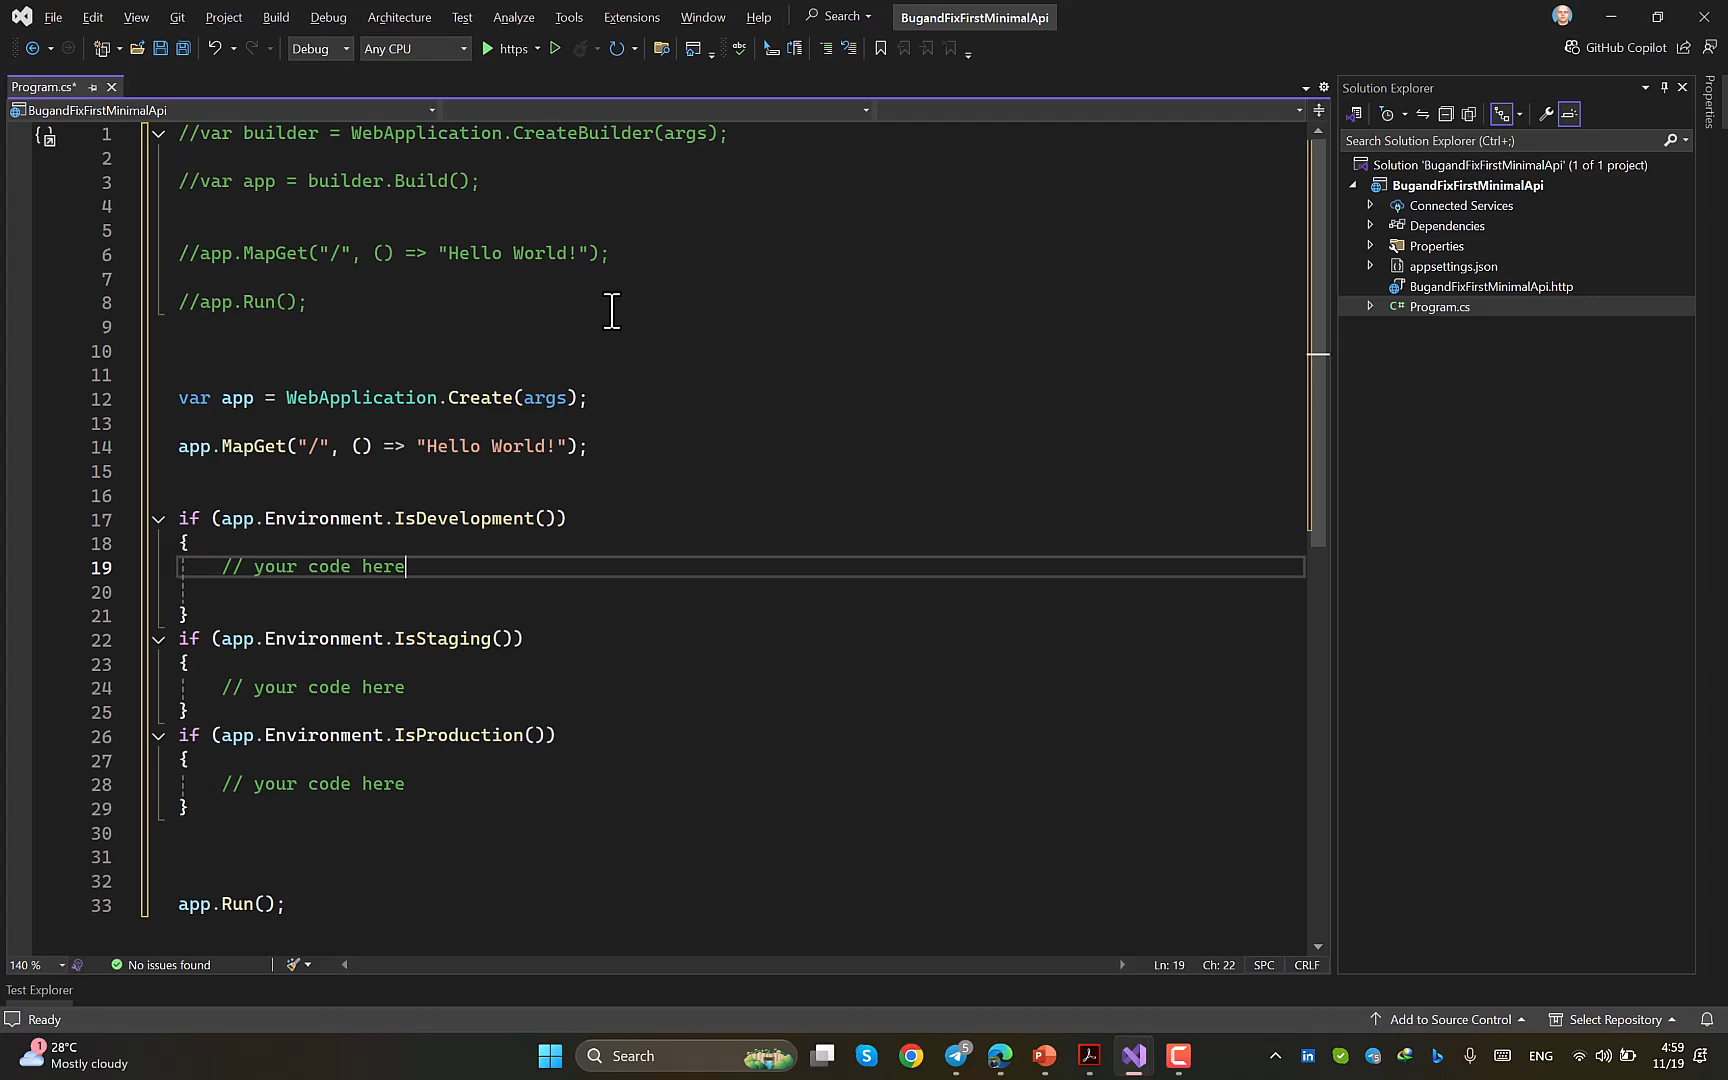 File Edit View Git Project Build Debug Architecture Test Analyze Tools Extensions Window Help Search BugandFixFirstMinimalApi
Debug Any CPU https GitHub Copilot
Program.cs*
BugandFixFirstMinimalApi
1 //var builder = WebApplication.CreateBuilder(args);
2
3 //var app = builder.Build();
4
5
6 //app.MapGet("/", () => "Hello World!");
7
8 //app.Run();
9
10
11
12 var app = WebApplication.Create(args);
13
14 app.MapGet("/", () => "Hello World!");
15
16
17 if (app.Environment.IsDevelopment())
18 {
19 // your code here
20
21 }
22 if (app.Environment.IsStaging())
23 {
24 // your code here
25 }
26 if (app.Environment.IsProduction())
27 {
28 // your code here
29 }
30
31
32
33 app.Run();
140 % No issues found Ln: 19 Ch: 22 SPC CRLF
Test Explorer
Solution Explorer
Search Solution Explorer (Ctrl+;)
Solution 'BugandFixFirstMinimalApi' (1 of 1 project)
BugandFixFirstMinimalApi
Connected Services
Dependencies
Properties
appsettings.json
BugandFixFirstMinimalApi.http
C# Program.cs
Properties
Ready Add to Source Control Select Repository
1
28°C
Mostly cloudy
Search
5
ENG
4:59
11/19